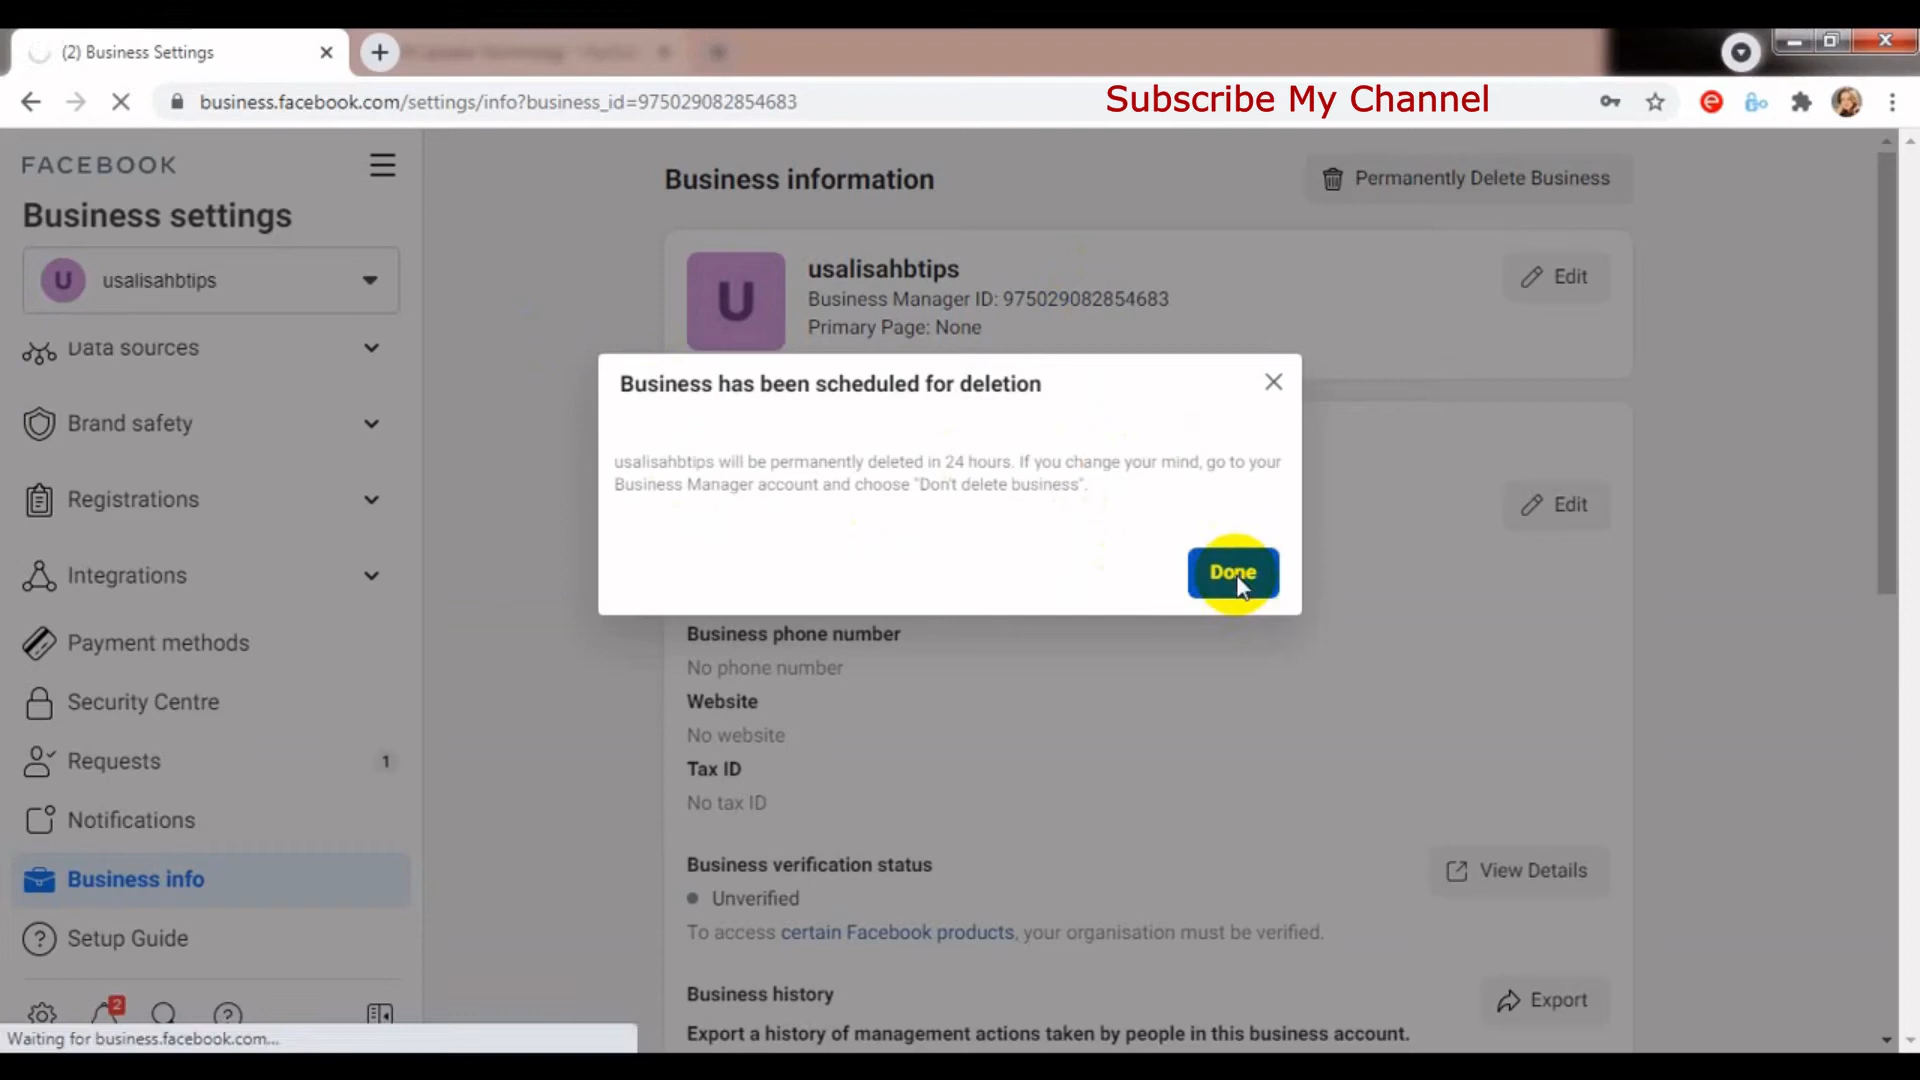 (2) Business Settings
business.facebook.com/settings/info?business_id=975029082854683
Subscribe My Channel
FACEBOOK
Business settings
U
usalisahbtips
Data sources
Brand safety
Registrations
Integrations
Payment methods
Security Centre
Requests
1
Notifications
Business info
Setup Guide
2
Waiting for business.facebook.com...
Business information
Permanently Delete Business
U
usalisahbtips
Business Manager ID: 975029082854683
Primary Page: None
Edit
Business has been scheduled for deletion
usalisahbtips will be permanently deleted in 24 hours. If you change your mind, go to your
Business Manager account and choose "Don't delete business".
Done
Edit
Business phone number
No phone number
Website
No website
Tax ID
No tax ID
Business verification status
Unverified
To access certain Facebook products, your organisation must be verified.
View Details
Business history
Export
Export a history of management actions taken by people in this business account.